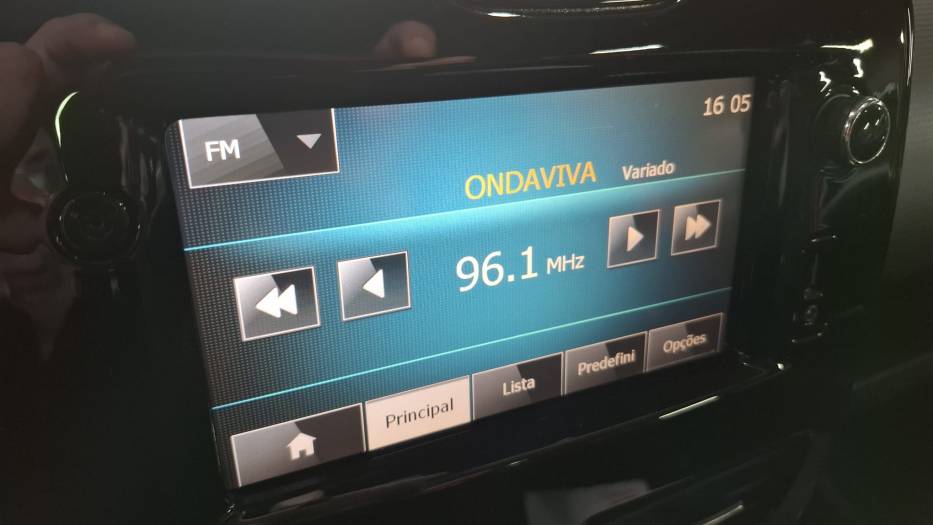 16 05
FM
ONDAVIVA Variado
96.1 MHz
Principal Lista Predefini Opções